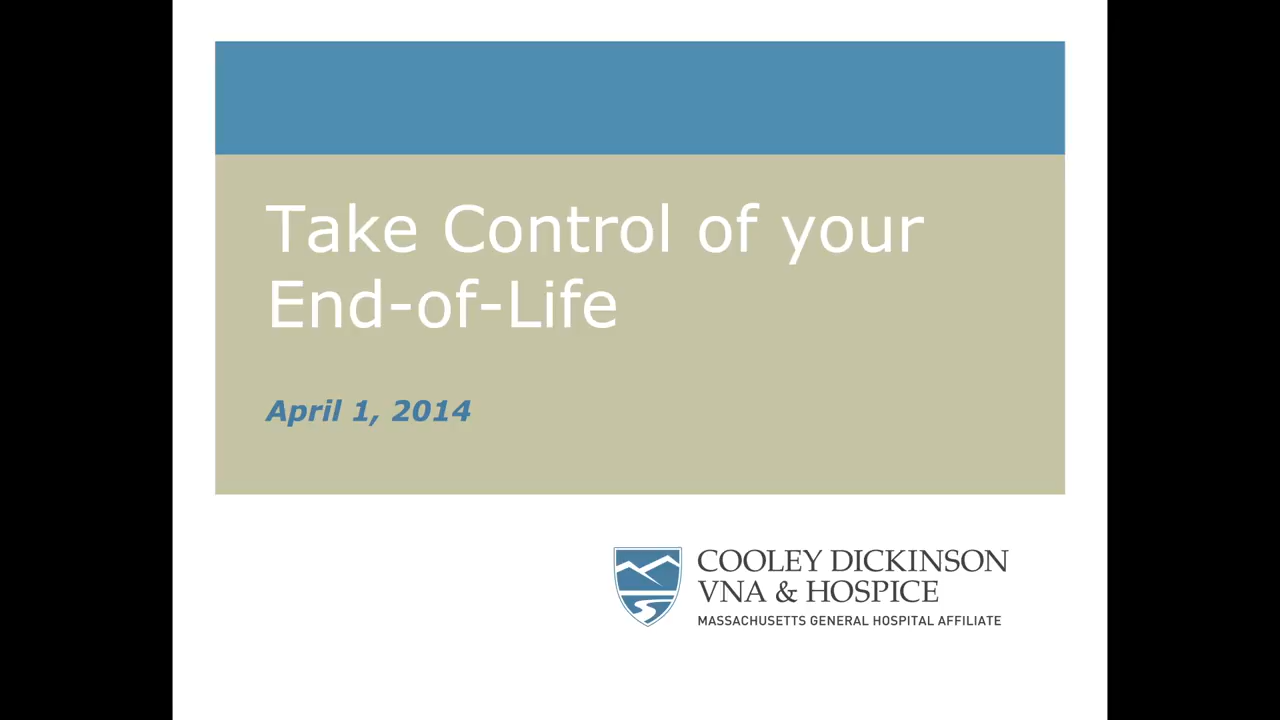 Take Control of your
End-of-Life
April 1, 2014
COOLEY DICKINSON
VNA & HOSPICE
MASSACHUSETTS GENERAL HOSPITAL AFFILIATE